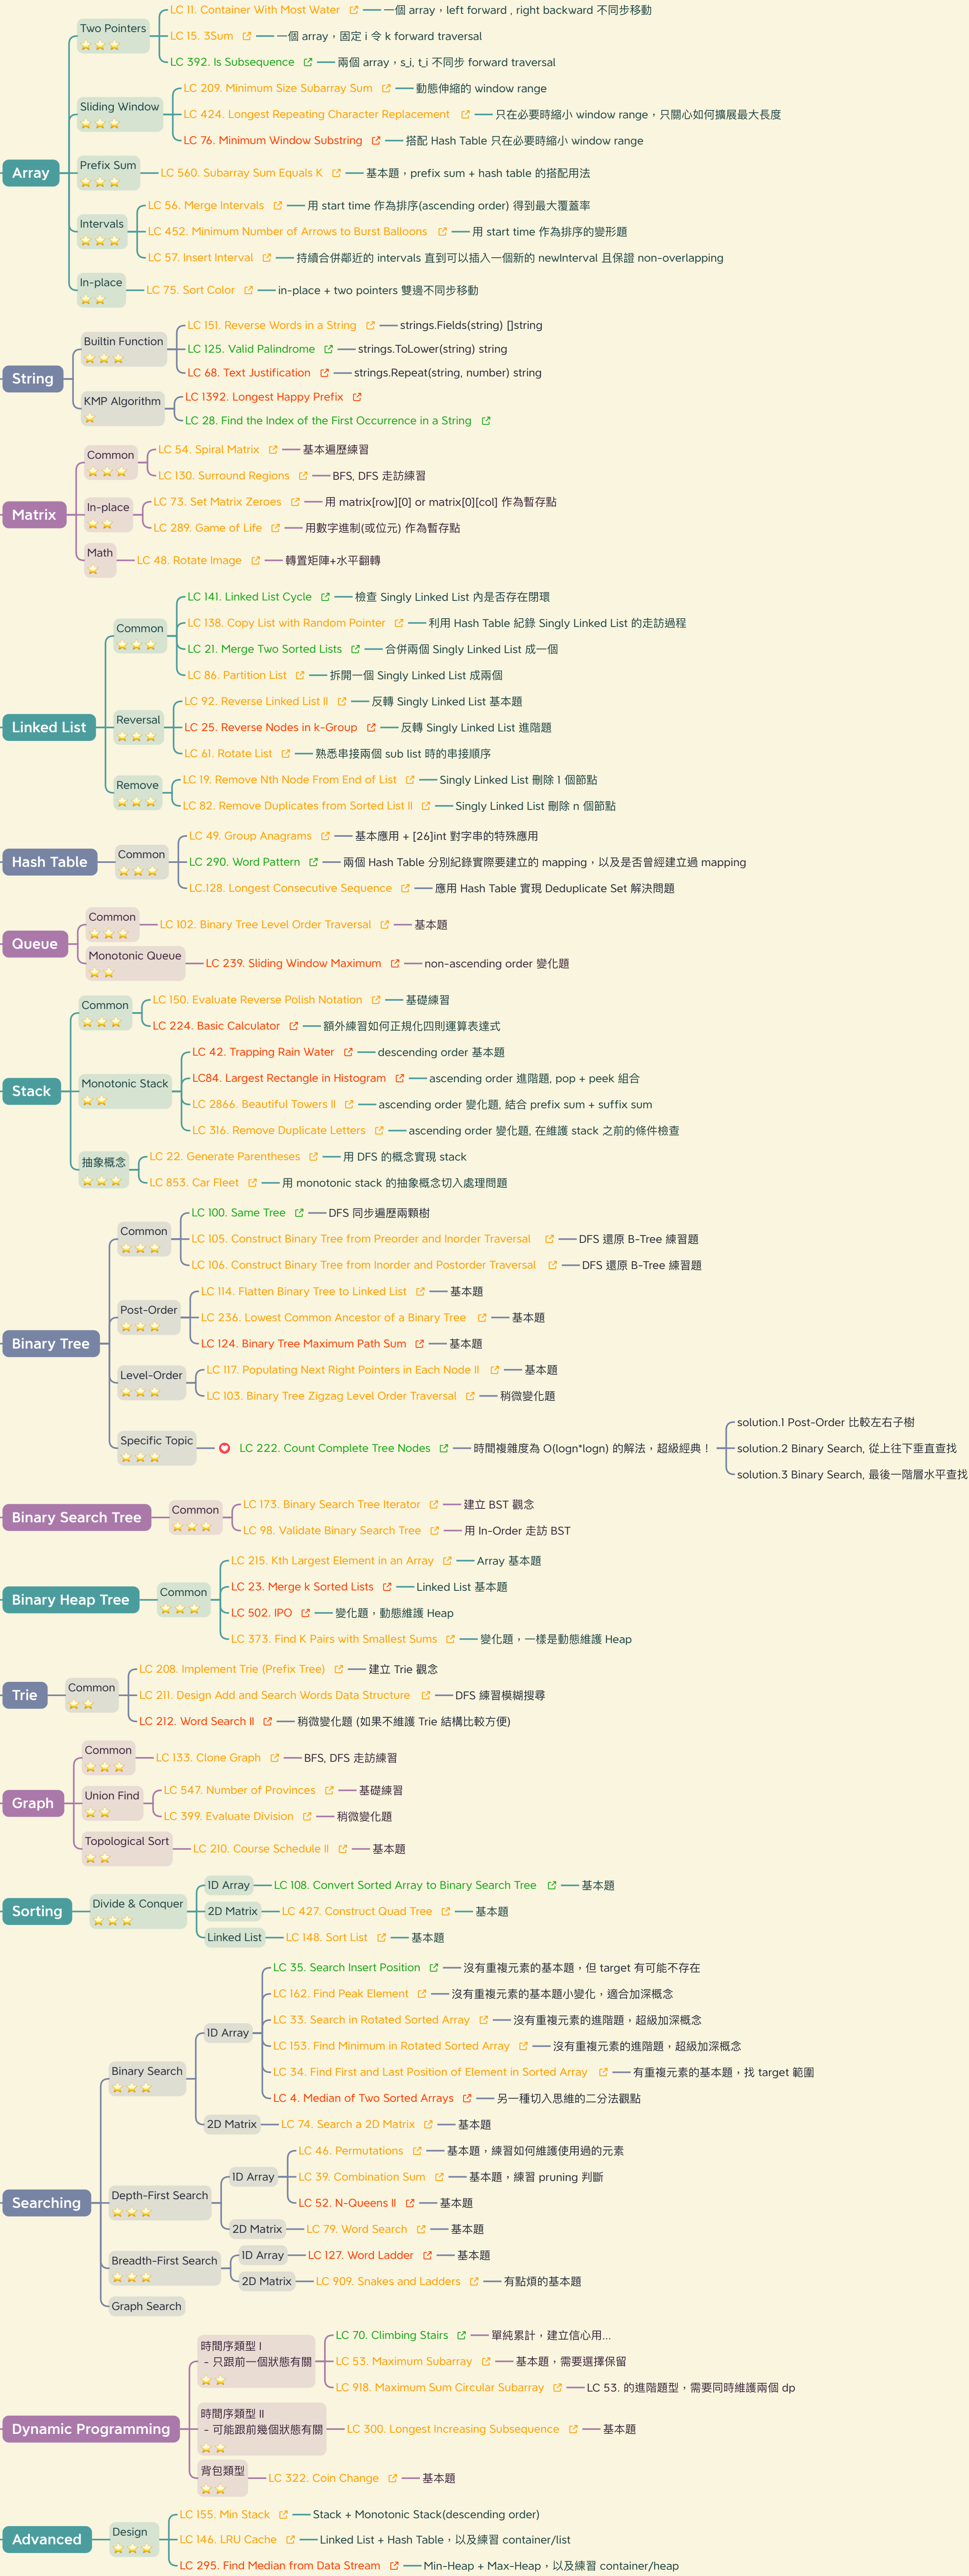 Array
Two Pointers
LC 11. Container With Most Water
一個 array，left forward , right backward 不同步移動
LC 15. 3Sum
一個 array，固定 i 令 k forward traversal
LC 392. Is Subsequence
兩個 array，s_i, t_i 不同步 forward traversal
Sliding Window
LC 209. Minimum Size Subarray Sum
動態伸縮的 window range
LC 424. Longest Repeating Character Replacement
只在必要時縮小 window range，只關心如何擴展最大長度
LC 76. Minimum Window Substring
搭配 Hash Table 只在必要時縮小 window range
Prefix Sum
LC 560. Subarray Sum Equals K
基本題，prefix sum + hash table 的搭配用法
Intervals
LC 56. Merge Intervals
用 start time 作為排序(ascending order) 得到最大覆蓋率
LC 452. Minimum Number of Arrows to Burst Balloons
用 start time 作為排序的變形題
LC 57. Insert Interval
持續合併鄰近的 intervals 直到可以插入一個新的 newInterval 且保證 non-overlapping
In-place
LC 75. Sort Color
in-place + two pointers 雙邊不同步移動
String
Builtin Function
LC 151. Reverse Words in a String
strings.Fields(string) []string
LC 125. Valid Palindrome
strings.ToLower(string) string
LC 68. Text Justification
strings.Repeat(string, number) string
KMP Algorithm
LC 1392. Longest Happy Prefix
LC 28. Find the Index of the First Occurrence in a String
Matrix
Common
LC 54. Spiral Matrix
基本遍歷練習
LC 130. Surround Regions
BFS, DFS 走訪練習
In-place
LC 73. Set Matrix Zeroes
用 matrix[row][0] or matrix[0][col] 作為暫存點
LC 289. Game of Life
用數字進制(或位元) 作為暫存點
Math
LC 48. Rotate Image
轉置矩陣+水平翻轉
Linked List
Common
LC 141. Linked List Cycle
檢查 Singly Linked List 內是否存在閉環
LC 138. Copy List with Random Pointer
利用 Hash Table 紀錄 Singly Linked List 的走訪過程
LC 21. Merge Two Sorted Lists
合併兩個 Singly Linked List 成一個
LC 86. Partition List
拆開一個 Singly Linked List 成兩個
Reversal
LC 92. Reverse Linked List II
反轉 Singly Linked List 基本題
LC 25. Reverse Nodes in k-Group
反轉 Singly Linked List 進階題
LC 61. Rotate List
熟悉串接兩個 sub list 時的串接順序
Remove
LC 19. Remove Nth Node From End of List
Singly Linked List 刪除 1 個節點
LC 82. Remove Duplicates from Sorted List II
Singly Linked List 刪除 n 個節點
Hash Table
Common
LC 49. Group Anagrams
基本應用 + [26]int 對字串的特殊應用
LC 290. Word Pattern
兩個 Hash Table 分別紀錄實際要建立的 mapping，以及是否曾經建立過 mapping
LC.128. Longest Consecutive Sequence
應用 Hash Table 實現 Deduplicate Set 解決問題
Queue
Common
LC 102. Binary Tree Level Order Traversal
基本題
Monotonic Queue
LC 239. Sliding Window Maximum
non-ascending order 變化題
Stack
Common
LC 150. Evaluate Reverse Polish Notation
基礎練習
LC 224. Basic Calculator
額外練習如何正規化四則運算表達式
Monotonic Stack
LC 42. Trapping Rain Water
descending order 基本題
LC84. Largest Rectangle in Histogram
ascending order 進階題, pop + peek 組合
LC 2866. Beautiful Towers II
ascending order 變化題, 結合 prefix sum + suffix sum
LC 316. Remove Duplicate Letters
ascending order 變化題, 在維護 stack 之前的條件檢查
抽象概念
LC 22. Generate Parentheses
用 DFS 的概念實現 stack
LC 853. Car Fleet
用 monotonic stack 的抽象概念切入處理問題
Binary Tree
Common
LC 100. Same Tree
DFS 同步遍歷兩顆樹
LC 105. Construct Binary Tree from Preorder and Inorder Traversal
DFS 還原 B-Tree 練習題
LC 106. Construct Binary Tree from Inorder and Postorder Traversal
DFS 還原 B-Tree 練習題
Post-Order
LC 114. Flatten Binary Tree to Linked List
基本題
LC 236. Lowest Common Ancestor of a Binary Tree
基本題
LC 124. Binary Tree Maximum Path Sum
基本題
Level-Order
LC 117. Populating Next Right Pointers in Each Node II
基本題
LC 103. Binary Tree Zigzag Level Order Traversal
稍微變化題
Specific Topic
LC 222. Count Complete Tree Nodes
時間複雜度為 O(logn*logn) 的解法，超級經典！
solution.1 Post-Order 比較左右子樹
solution.2 Binary Search, 從上往下垂直查找
solution.3 Binary Search, 最後一階層水平查找
Binary Search Tree
Common
LC 173. Binary Search Tree Iterator
建立 BST 觀念
LC 98. Validate Binary Search Tree
用 In-Order 走訪 BST
Binary Heap Tree
Common
LC 215. Kth Largest Element in an Array
Array 基本題
LC 23. Merge k Sorted Lists
Linked List 基本題
LC 502. IPO
變化題，動態維護 Heap
LC 373. Find K Pairs with Smallest Sums
變化題，一樣是動態維護 Heap
Trie
Common
LC 208. Implement Trie (Prefix Tree)
建立 Trie 觀念
LC 211. Design Add and Search Words Data Structure
DFS 練習模糊搜尋
LC 212. Word Search II
稍微變化題 (如果不維護 Trie 結構比較方便)
Graph
Common
LC 133. Clone Graph
BFS, DFS 走訪練習
Union Find
LC 547. Number of Provinces
基礎練習
LC 399. Evaluate Division
稍微變化題
Topological Sort
LC 210. Course Schedule II
基本題
Sorting
Divide & Conquer
1D Array
LC 108. Convert Sorted Array to Binary Search Tree
基本題
2D Matrix
LC 427. Construct Quad Tree
基本題
Linked List
LC 148. Sort List
基本題
Searching
Binary Search
1D Array
LC 35. Search Insert Position
沒有重複元素的基本題，但 target 有可能不存在
LC 162. Find Peak Element
沒有重複元素的基本題小變化，適合加深概念
LC 33. Search in Rotated Sorted Array
沒有重複元素的進階題，超級加深概念
LC 153. Find Minimum in Rotated Sorted Array
沒有重複元素的進階題，超級加深概念
LC 34. Find First and Last Position of Element in Sorted Array
有重複元素的基本題，找 target 範圍
LC 4. Median of Two Sorted Arrays
另一種切入思維的二分法觀點
2D Matrix
LC 74. Search a 2D Matrix
基本題
Depth-First Search
1D Array
LC 46. Permutations
基本題，練習如何維護使用過的元素
LC 39. Combination Sum
基本題，練習 pruning 判斷
LC 52. N-Queens II
基本題
2D Matrix
LC 79. Word Search
基本題
Breadth-First Search
1D Array
LC 127. Word Ladder
基本題
2D Matrix
LC 909. Snakes and Ladders
有點煩的基本題
Graph Search
Dynamic Programming
時間序類型 I
- 只跟前一個狀態有關
LC 70. Climbing Stairs
單純累計，建立信心用...
LC 53. Maximum Subarray
基本題，需要選擇保留
LC 918. Maximum Sum Circular Subarray
LC 53. 的進階題型，需要同時維護兩個 dp
時間序類型 II
- 可能跟前幾個狀態有關
LC 300. Longest Increasing Subsequence
基本題
背包類型
LC 322. Coin Change
基本題
Advanced
Design
LC 155. Min Stack
Stack + Monotonic Stack(descending order)
LC 146. LRU Cache
Linked List + Hash Table，以及練習 container/list
LC 295. Find Median from Data Stream
Min-Heap + Max-Heap，以及練習 container/heap